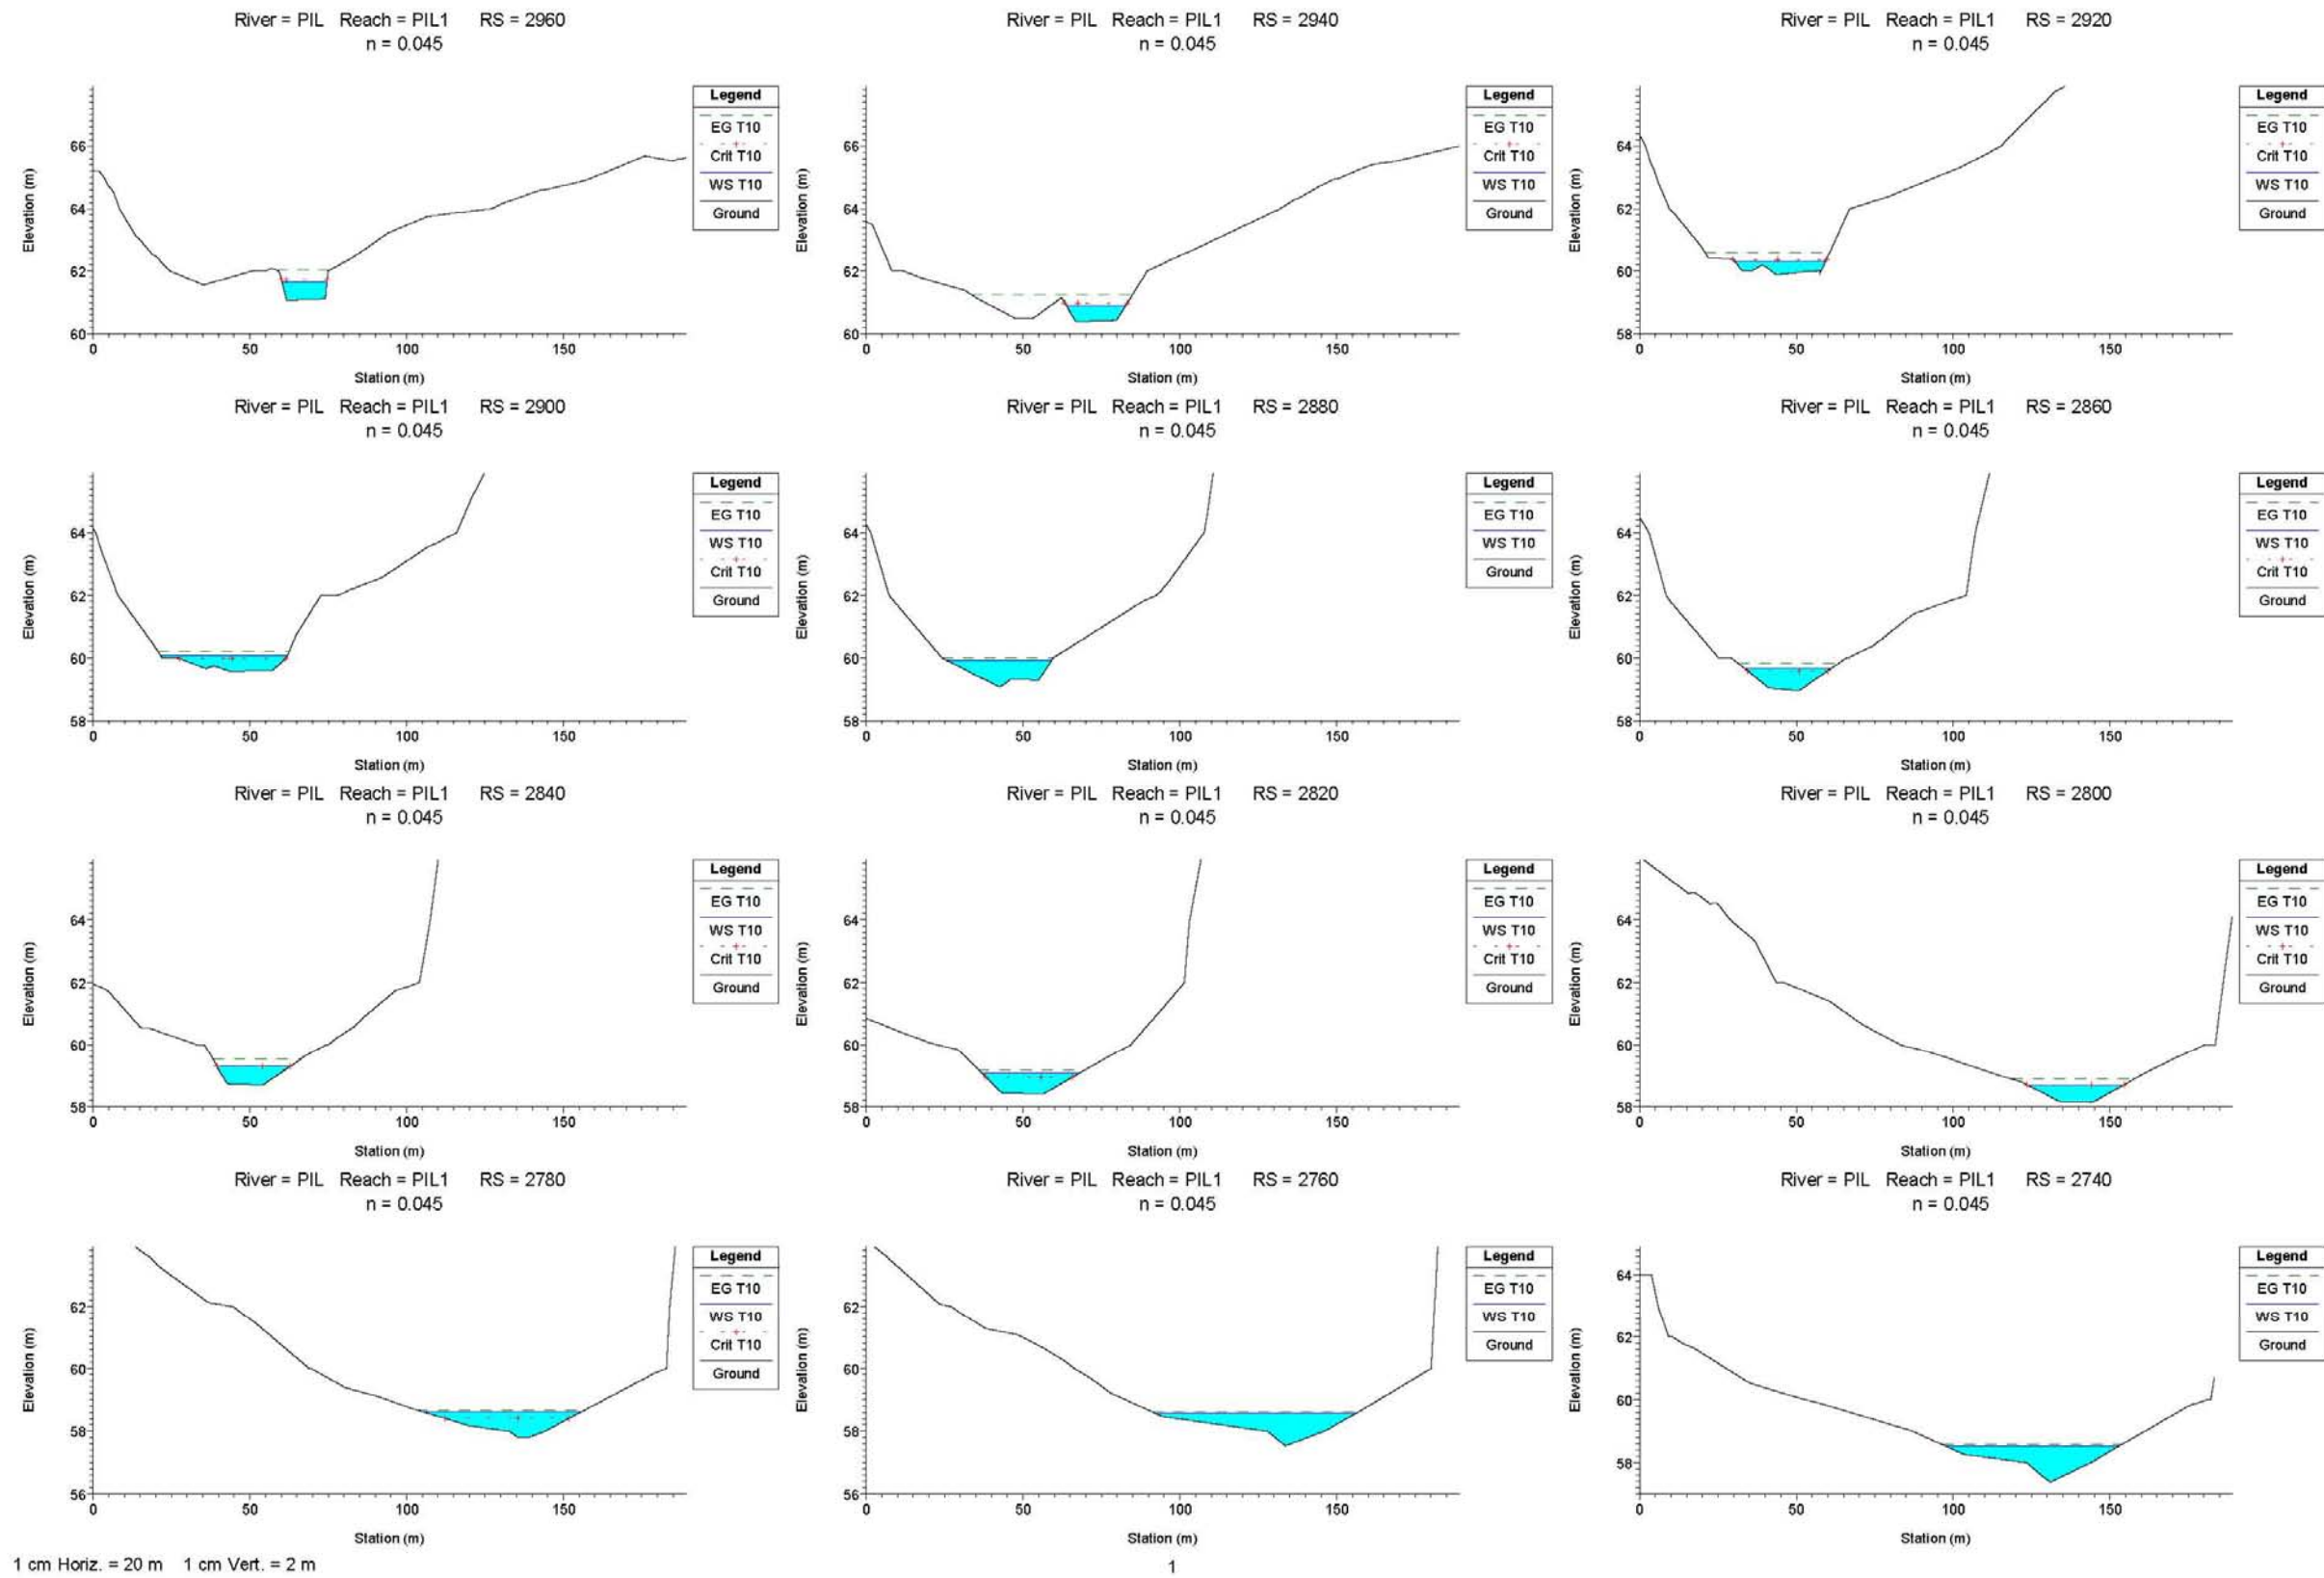 River = PIL Reach = PIL1 RS = 2960
n = 0.045
Legend
EG T10
Crit T10
WS T10
Ground
Elevation (m)
66
64
62
60
0 50 100 150
Station (m)
River = PIL Reach = PIL1 RS = 2940
n = 0.045
Legend
EG T10
Crit T10
WS T10
Ground
Elevation (m)
66
64
62
60
0 50 100 150
Station (m)
River = PIL Reach = PIL1 RS = 2920
n = 0.045
Legend
EG T10
Crit T10
WS T10
Ground
Elevation (m)
64
62
60
58
0 50 100 150
Station (m)
River = PIL Reach = PIL1 RS = 2900
n = 0.045
Legend
EG T10
WS T10
Crit T10
Ground
Elevation (m)
64
62
60
58
0 50 100 150
Station (m)
River = PIL Reach = PIL1 RS = 2880
n = 0.045
Legend
EG T10
WS T10
Ground
Elevation (m)
64
62
60
58
0 50 100 150
Station (m)
River = PIL Reach = PIL1 RS = 2860
n = 0.045
Legend
EG T10
WS T10
Crit T10
Ground
Elevation (m)
64
62
60
58
0 50 100 150
Station (m)
River = PIL Reach = PIL1 RS = 2840
n = 0.045
Legend
EG T10
WS T10
Crit T10
Ground
Elevation (m)
64
62
60
58
0 50 100 150
Station (m)
River = PIL Reach = PIL1 RS = 2820
n = 0.045
Legend
EG T10
WS T10
Crit T10
Ground
Elevation (m)
64
62
60
58
0 50 100 150
Station (m)
River = PIL Reach = PIL1 RS = 2800
n = 0.045
Legend
EG T10
WS T10
Crit T10
Ground
Elevation (m)
64
62
60
58
0 50 100 150
Station (m)
River = PIL Reach = PIL1 RS = 2780
n = 0.045
Legend
EG T10
WS T10
Crit T10
Ground
Elevation (m)
62
60
58
56
0 50 100 150
Station (m)
River = PIL Reach = PIL1 RS = 2760
n = 0.045
Legend
EG T10
WS T10
Ground
Elevation (m)
62
60
58
56
0 50 100 150
Station (m)
River = PIL Reach = PIL1 RS = 2740
n = 0.045
Legend
EG T10
WS T10
Ground
Elevation (m)
64
62
60
58
0 50 100 150
Station (m)
1 cm Horiz. = 20 m 1 cm Vert. = 2 m
1